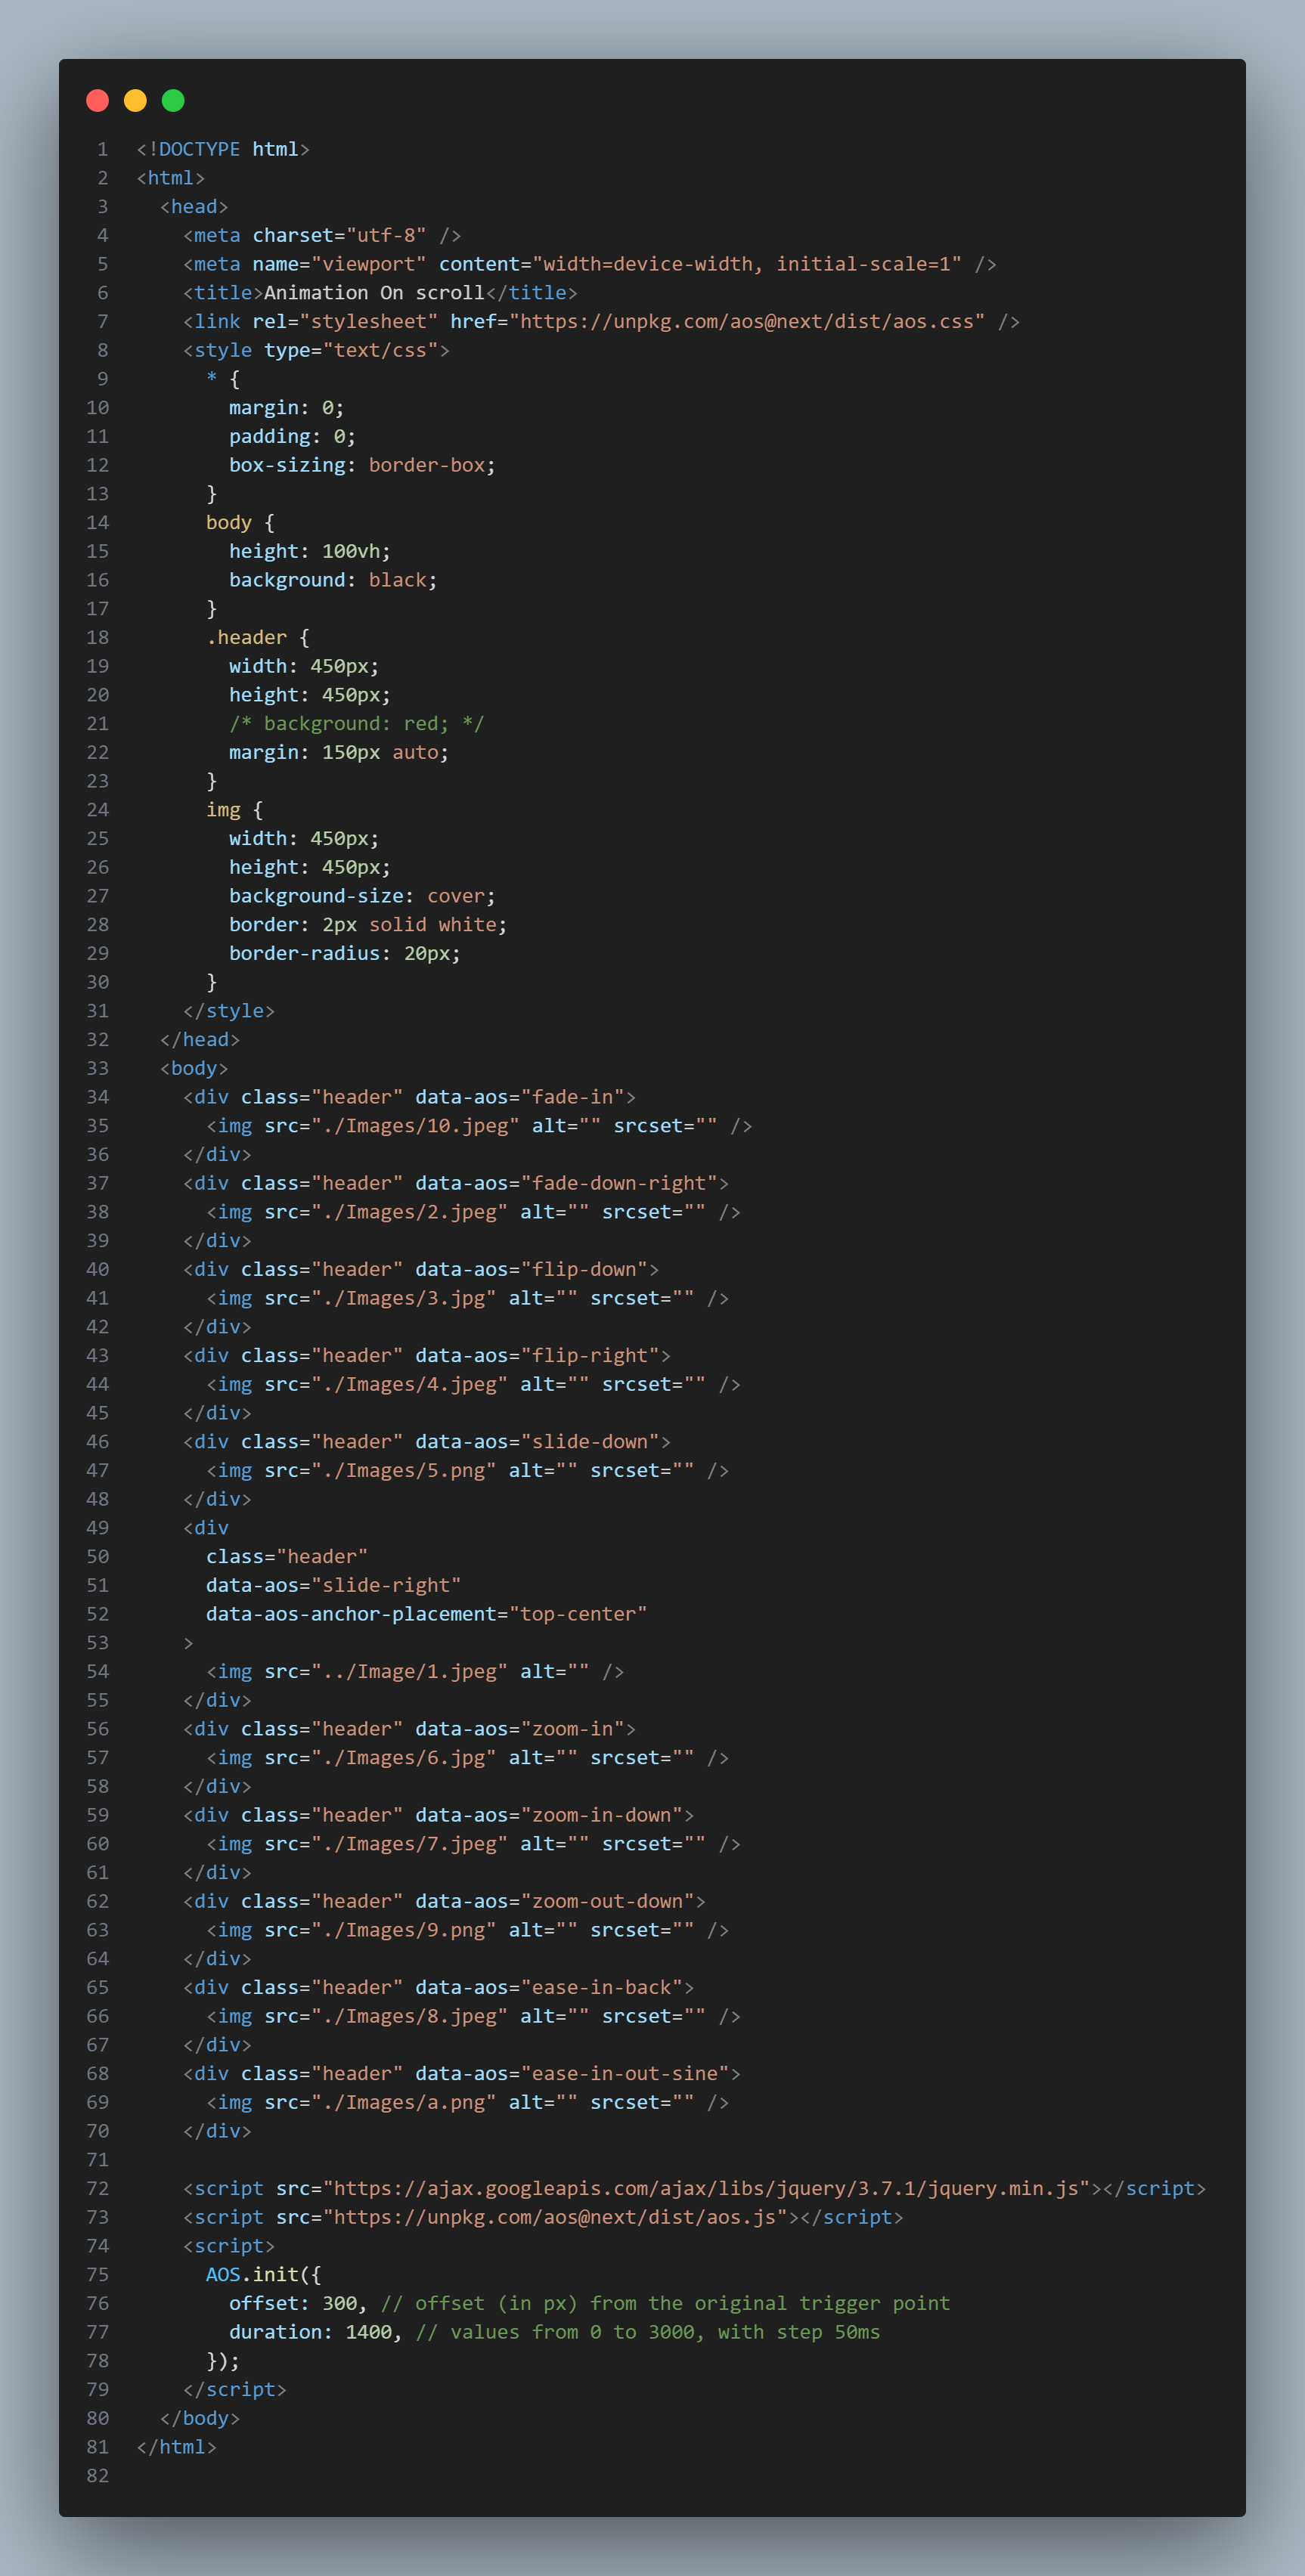 1 <!DOCTYPE html>
2 <html>
3   <head>
4     <meta charset="utf-8" />
5     <meta name="viewport" content="width=device-width, initial-scale=1" />
6     <title>Animation On scroll</title>
7     <link rel="stylesheet" href="https://unpkg.com/aos@next/dist/aos.css" />
8     <style type="text/css">
9       * {
10         margin: 0;
11         padding: 0;
12         box-sizing: border-box;
13       }
14       body {
15         height: 100vh;
16         background: black;
17       }
18       .header {
19         width: 450px;
20         height: 450px;
21         /* background: red; */
22         margin: 150px auto;
23       }
24       img {
25         width: 450px;
26         height: 450px;
27         background-size: cover;
28         border: 2px solid white;
29         border-radius: 20px;
30       }
31     </style>
32   </head>
33   <body>
34     <div class="header" data-aos="fade-in">
35       <img src="./Images/10.jpeg" alt="" srcset="" />
36     </div>
37     <div class="header" data-aos="fade-down-right">
38       <img src="./Images/2.jpeg" alt="" srcset="" />
39     </div>
40     <div class="header" data-aos="flip-down">
41       <img src="./Images/3.jpg" alt="" srcset="" />
42     </div>
43     <div class="header" data-aos="flip-right">
44       <img src="./Images/4.jpeg" alt="" srcset="" />
45     </div>
46     <div class="header" data-aos="slide-down">
47       <img src="./Images/5.png" alt="" srcset="" />
48     </div>
49     <div
50       class="header"
51       data-aos="slide-right"
52       data-aos-anchor-placement="top-center"
53     >
54       <img src="../Image/1.jpeg" alt="" />
55     </div>
56     <div class="header" data-aos="zoom-in">
57       <img src="./Images/6.jpg" alt="" srcset="" />
58     </div>
59     <div class="header" data-aos="zoom-in-down">
60       <img src="./Images/7.jpeg" alt="" srcset="" />
61     </div>
62     <div class="header" data-aos="zoom-out-down">
63       <img src="./Images/9.png" alt="" srcset="" />
64     </div>
65     <div class="header" data-aos="ease-in-back">
66       <img src="./Images/8.jpeg" alt="" srcset="" />
67     </div>
68     <div class="header" data-aos="ease-in-out-sine">
69       <img src="./Images/a.png" alt="" srcset="" />
70     </div>
71
72     <script src="https://ajax.googleapis.com/ajax/libs/jquery/3.7.1/jquery.min.js"></script>
73     <script src="https://unpkg.com/aos@next/dist/aos.js"></script>
74     <script>
75       AOS.init({
76         offset: 300, // offset (in px) from the original trigger point
77         duration: 1400, // values from 0 to 3000, with step 50ms
78       });
79     </script>
80   </body>
81 </html>
82